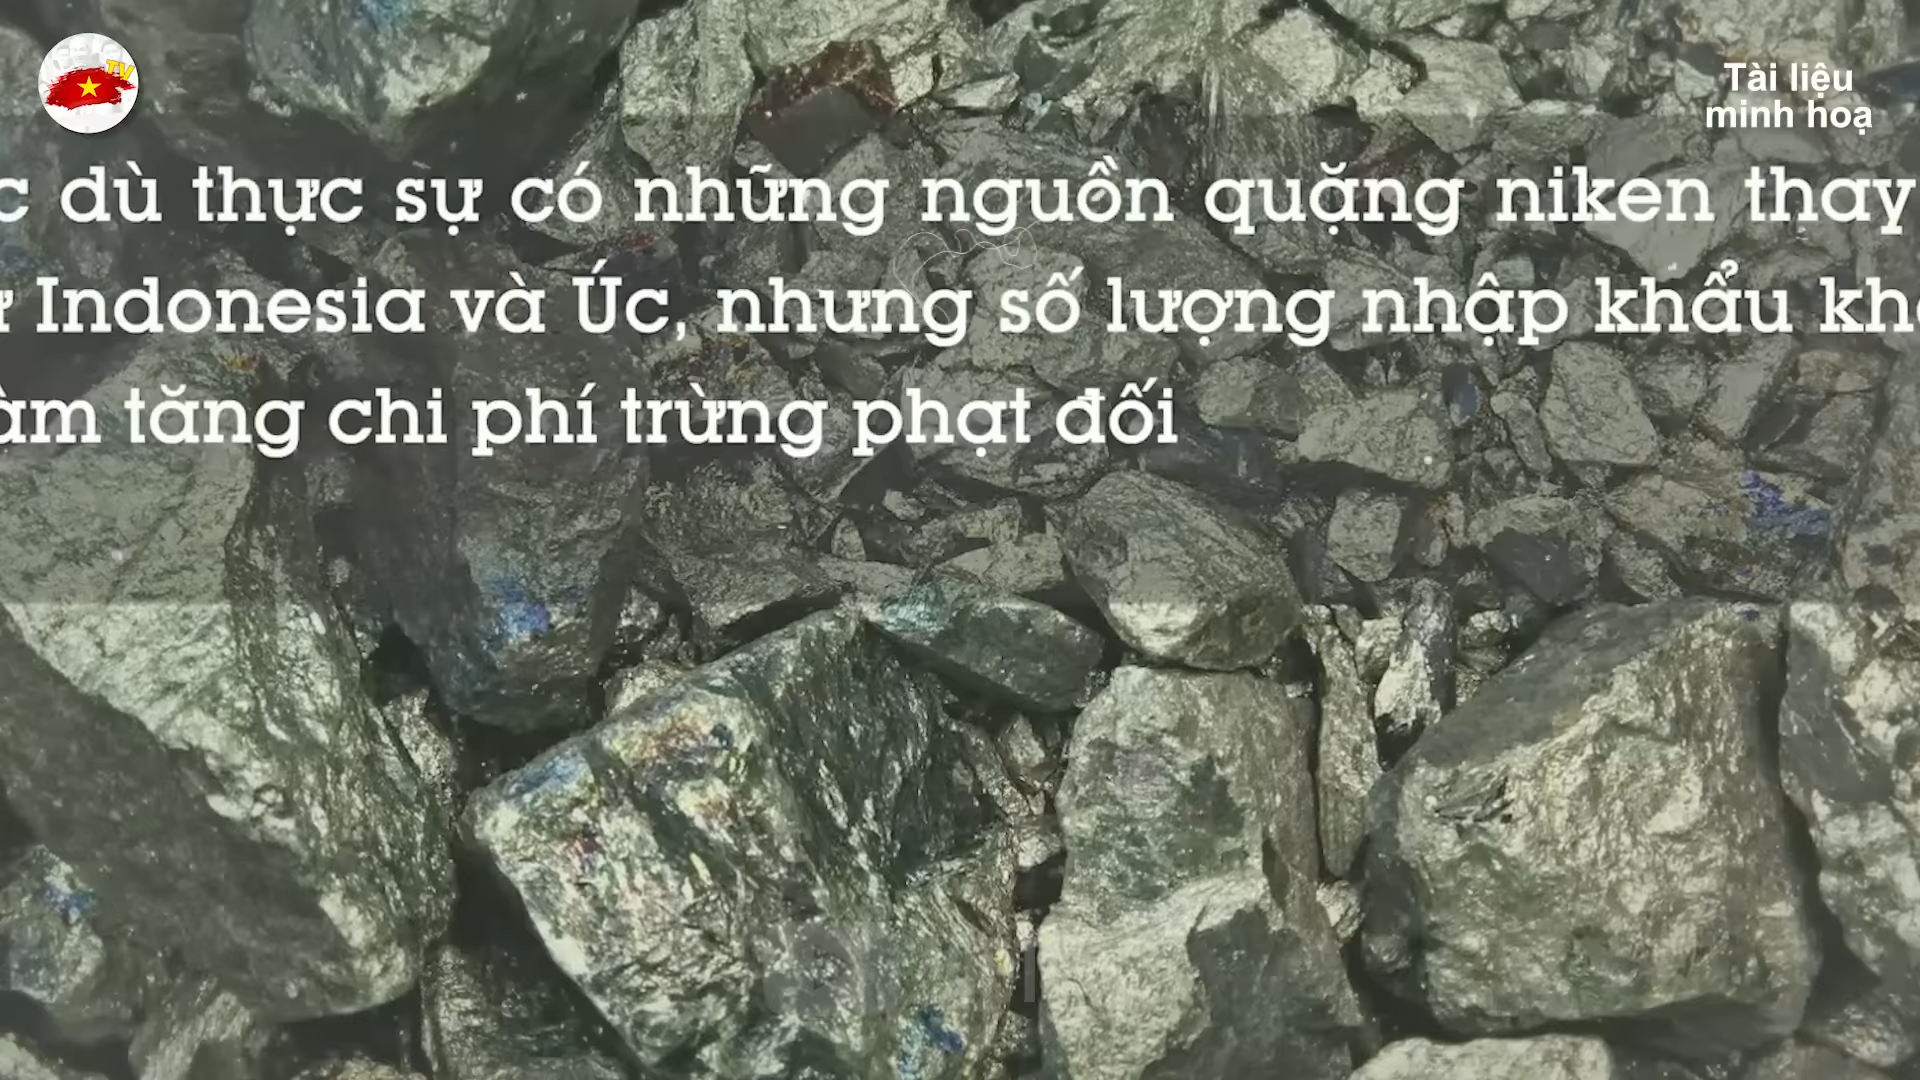 TV
Tài liệu
minh hoạ
c dù thực sự có những nguồn quặng niken thay
Indonesia và Úc, nhưng số lượng nhập khẩu kh
àm tăng chi phí trừng phạt đối